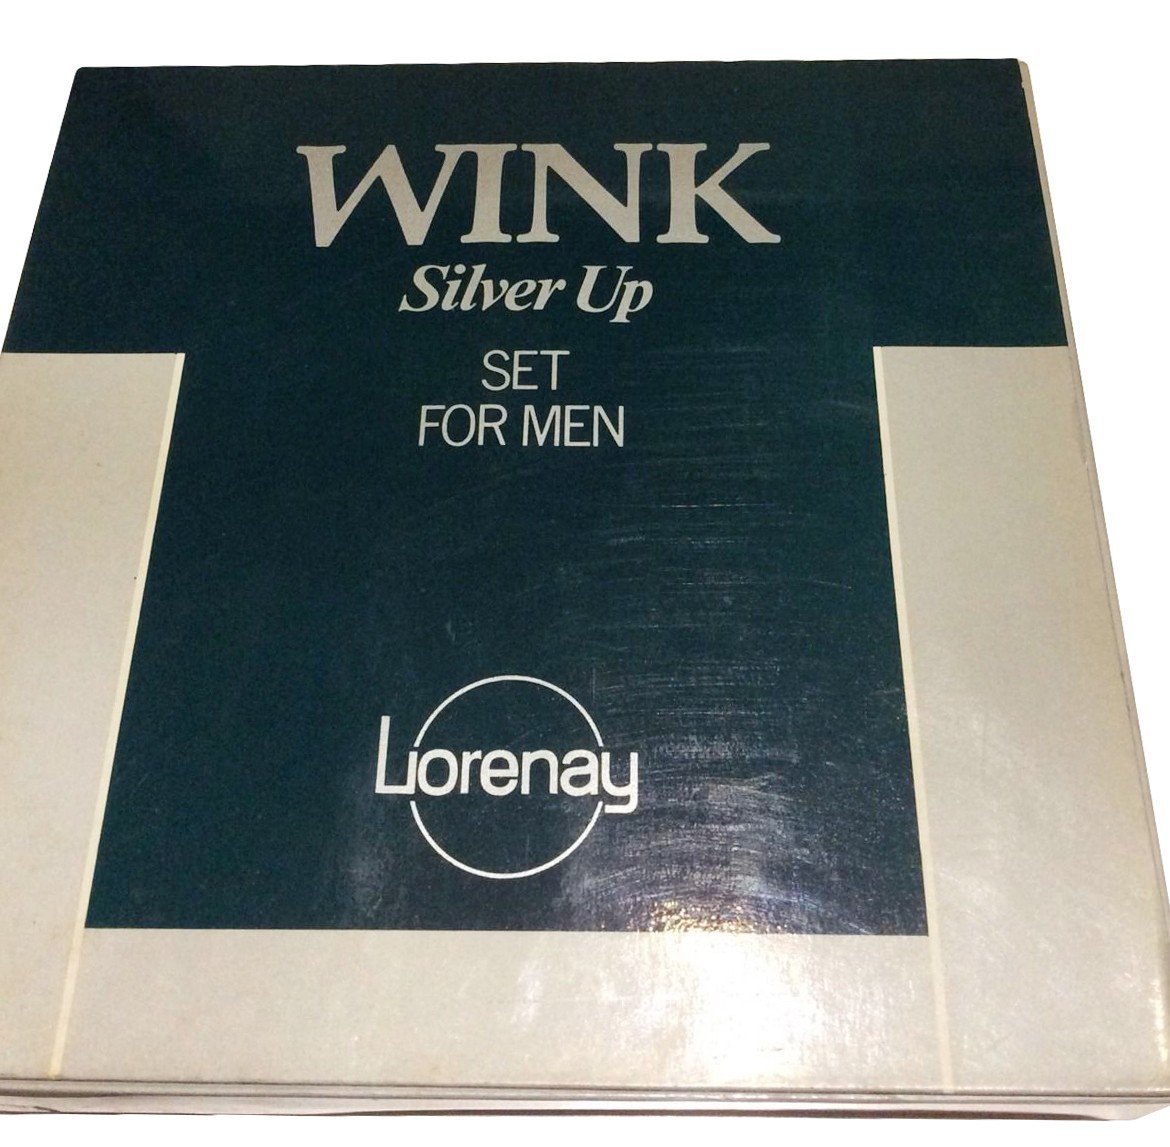 WINK
Silver Up
SET
FOR MEN
Liorenay